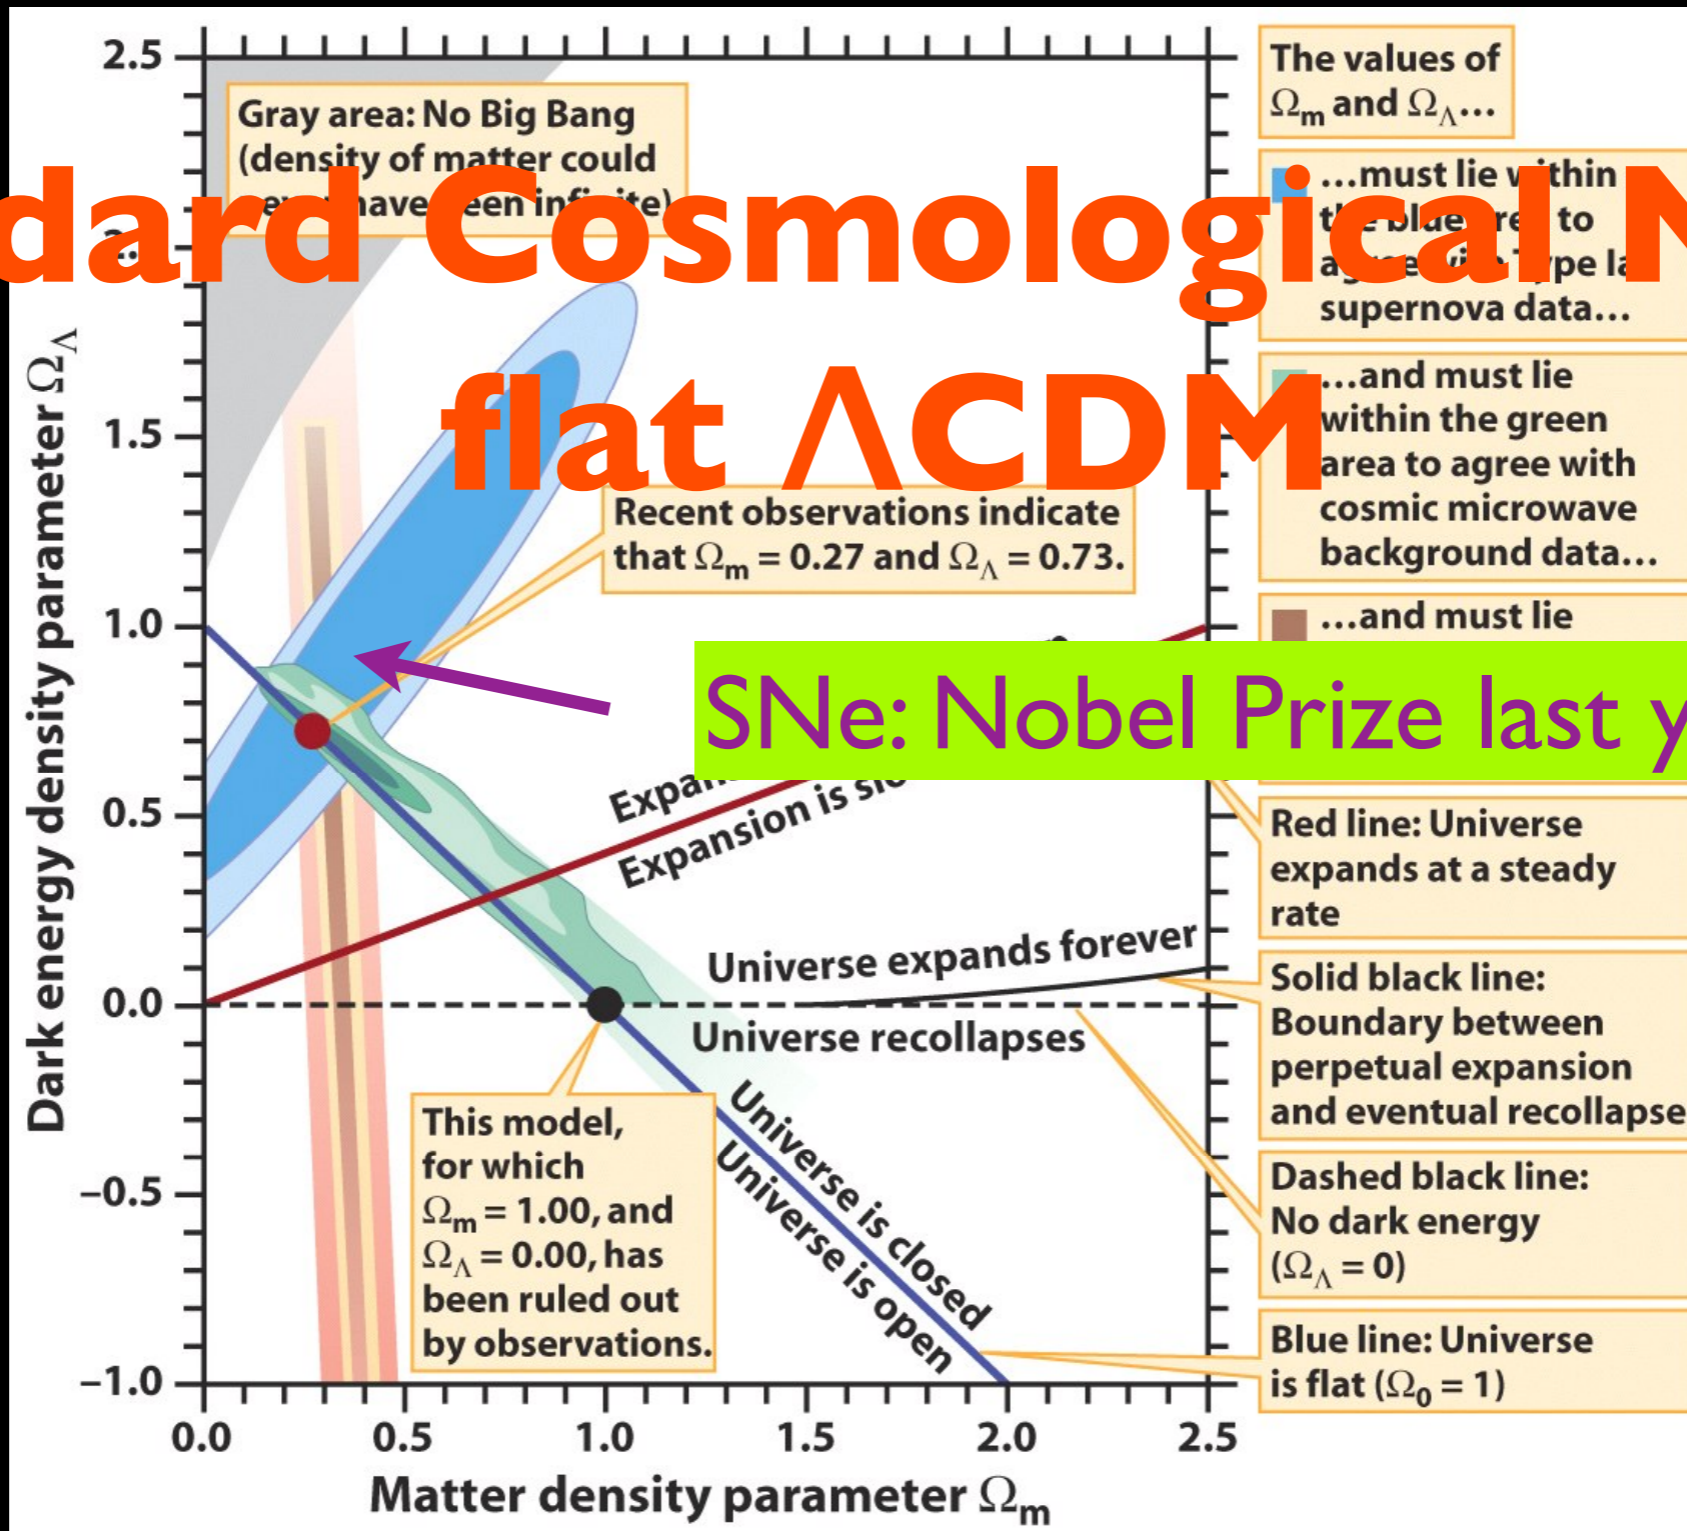 2.5
Gray area: No Big Bang
(density of matter could
have been infinite)
dard Cosmological
flat ΛCDM
1.5
1.0
0.5
0.0
–0.5
–1.0
Dark energy density parameter ΩΛ
Recent observations indicate
that Ωm = 0.27 and ΩΛ = 0.73.
SNe: Nobel Prize last y
Expansion is
Universe expands forever
Universe recollapses
Universe is closed
Universe is open
This model,
for which
Ωm = 1.00, and
ΩΛ = 0.00, has
been ruled out
by observations.
0.0 0.5 1.0 1.5 2.0 2.5
Matter density parameter Ωm
The values of
Ωm and ΩΛ...
...must lie within
the blue area to
agree with Type Ia
supernova data...
...and must lie
within the green
area to agree with
cosmic microwave
background data...
...and must lie
Red line: Universe
expands at a steady
rate
Solid black line:
Boundary between
perpetual expansion
and eventual recollapse
Dashed black line:
No dark energy
(ΩΛ = 0)
Blue line: Universe
is flat (Ω0 = 1)